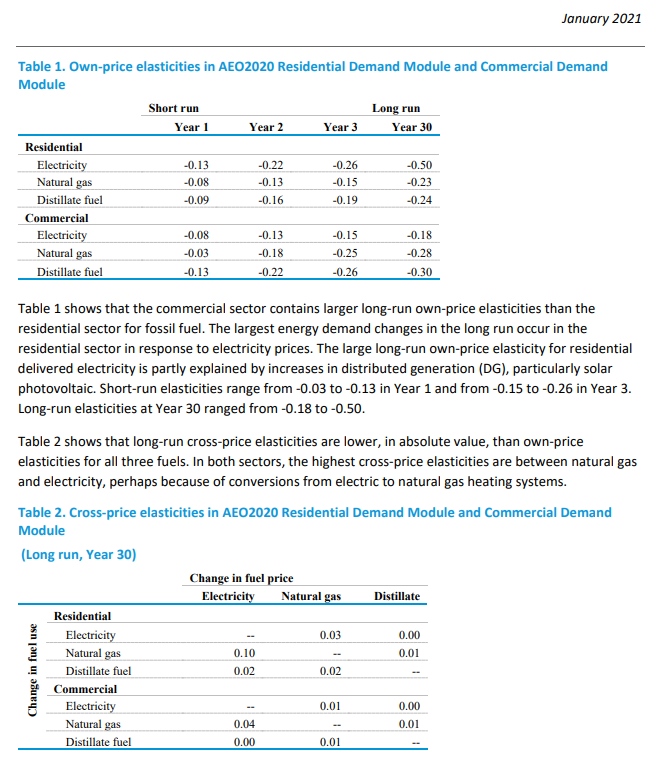 January 2021
Table 1. Own-price elasticities in AEO2020 Residential Demand Module and Commercial Demand
Module
Short run Long run
Year 1 Year 2 Year 3 Year 30
Residential
Electricity -0.13 -0.22 -0.26 -0.50
Natural gas -0.08 -0.13 -0.15 -0.23
Distillate fuel -0.09 -0.16 -0.19 -0.24
Commercial
Electricity -0.08 -0.13 -0.15 -0.18
Natural gas -0.03 -0.18 -0.25 -0.28
Distillate fuel -0.13 -0.22 -0.26 -0.30
Table 1 shows that the commercial sector contains larger long-run own-price elasticities than the
residential sector for fossil fuel. The largest energy demand changes in the long run occur in the
residential sector in response to electricity prices. The large long-run own-price elasticity for residential
delivered electricity is partly explained by increases in distributed generation (DG), particularly solar
photovoltaic. Short-run elasticities range from -0.03 to -0.13 in Year 1 and from -0.15 to -0.26 in Year 3.
Long-run elasticities at Year 30 ranged from -0.18 to -0.50.
Table 2 shows that long-run cross-price elasticities are lower, in absolute value, than own-price
elasticities for all three fuels. In both sectors, the highest cross-price elasticities are between natural gas
and electricity, perhaps because of conversions from electric to natural gas heating systems.
Table 2. Cross-price elasticities in AEO2020 Residential Demand Module and Commercial Demand
Module
(Long run, Year 30)
Change in fuel price
Electricity Natural gas Distillate
Change in fuel use
Residential
Electricity -- 0.03 0.00
Natural gas 0.10 -- 0.01
Distillate fuel 0.02 0.02 --
Commercial
Electricity -- 0.01 0.00
Natural gas 0.04 -- 0.01
Distillate fuel 0.00 0.01 --